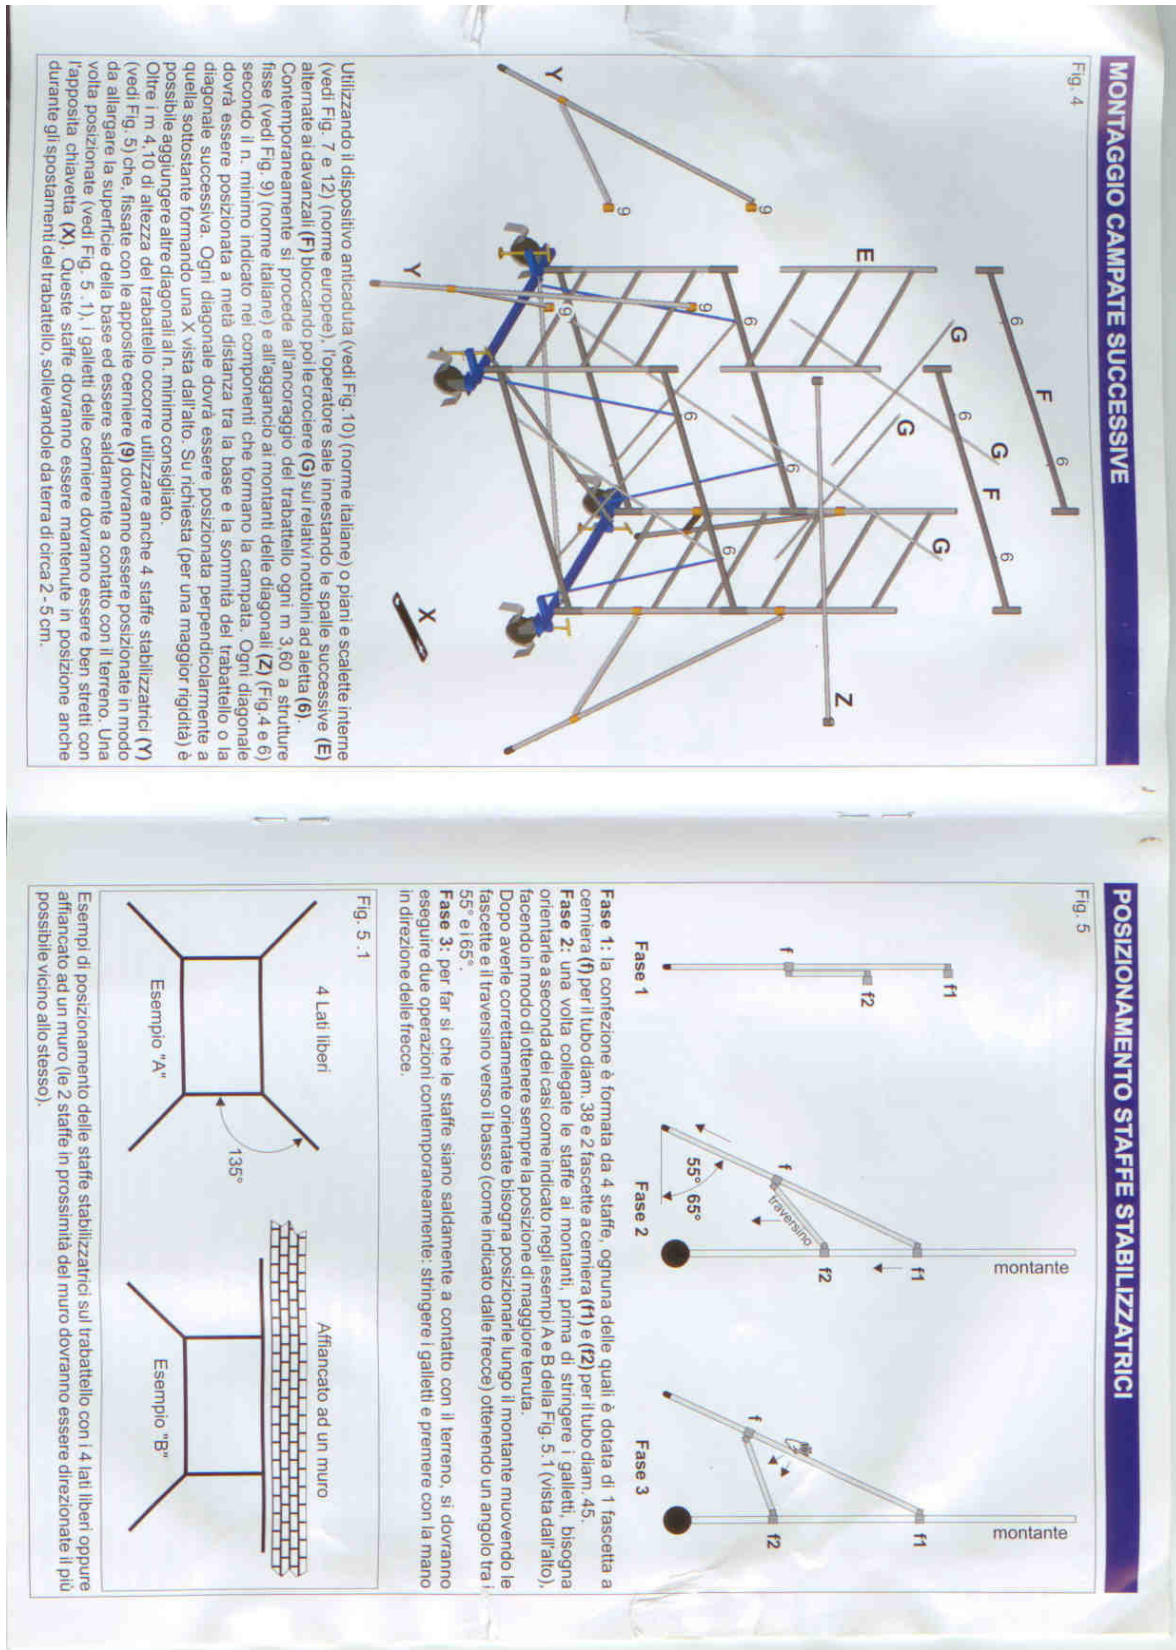 MONTAGGIO CAMPATE SUCCESSIVE
Fig. 4
Y
9
9
E
6
F
6
G
G
6
G
F
6
G
Y
9
9
6
6
6
6
Z
X
Utilizzando il dispositivo anticaduta (vedi Fig.10) (norme italiane) o piani e scalette interne
(vedi Fig. 7 e 12) (norme europee), l'operatore sale innestando le spalle successive (E)
alternate ai davanzali (F) bloccando poi le crociere (G) sui relativi nottolini ad aletta (6).
Contemporaneamente si procede all'ancoraggio del trabattello ogni m 3,60 a strutture
fisse (vedi Fig. 9) (norme italiane) e all'aggancio ai montanti delle diagonali (Z) (Fig.4 e 6)
secondo il n. minimo indicato nei componenti che formano la campata. Ogni diagonale
dovrà essere posizionata a metà distanza tra la base e la sommità del trabattello o la
diagonale successiva. Ogni diagonale dovrà essere posizionata perpendicolarmente a
quella sottostante formando una X vista dall'alto. Su richiesta (per una maggior rigidità) è
possibile aggiungere altre diagonali al n. minimo consigliato.
Oltre i m 4,10 di altezza del trabattello occorre utilizzare anche 4 staffe stabilizzatrici (Y)
(vedi Fig. 5) che, fissate con le apposite cerniere (9) dovranno essere posizionate in modo
da allargare la superficie della base ed essere saldamente a contatto con il terreno. Una
volta posizionate (vedi Fig. 5 .1), i galletti delle cerniere dovranno essere ben stretti con
l'apposita chiavetta (X). Queste staffe dovranno essere mantenute in posizione anche
durante gli spostamenti del trabattello, sollevandole da terra di circa 2 - 5 cm.
POSIZIONAMENTO STAFFE STABILIZZATRICI
Fig. 5
f1
f2
f
Fase 1
montante
f1
f2
f
traversino
55° 65°
Fase 2
montante
f1
f2
f
Fase 3
Fase 1: la confezione è formata da 4 staffe, ognuna delle quali è dotata di 1 fascetta a
cerniera (f) per il tubo diam. 38 e 2 fascette a cerniera (f1) e (f2) per il tubo diam. 45.
Fase 2: una volta collegate le staffe ai montanti, prima di stringere i galletti, bisogna
orientarle a seconda dei casi come indicato negli esempi A e B della Fig. 5.1 (vista dall'alto),
facendo in modo di ottenere sempre la posizione di maggiore tenuta.
Dopo averle correttamente orientate bisogna posizionarle lungo il montante muovendo le
fascette e il traversino verso il basso (come indicato dalle frecce) ottenendo un angolo tra i
55° e i 65°.
Fase 3: per far si che le staffe siano saldamente a contatto con il terreno, si dovranno
eseguire due operazioni contemporaneamente: stringere i galletti e premere con la mano
in direzione delle frecce.
Fig. 5 .1
4 Lati liberi
135°
Esempio "A"
Affiancato ad un muro
Esempio "B"
Esempi di posizionamento delle staffe stabilizzatrici sul trabattello con i 4 lati liberi oppure
affiancato ad un muro (le 2 staffe in prossimità del muro dovranno essere direzionate il più
possibile vicino allo stesso).